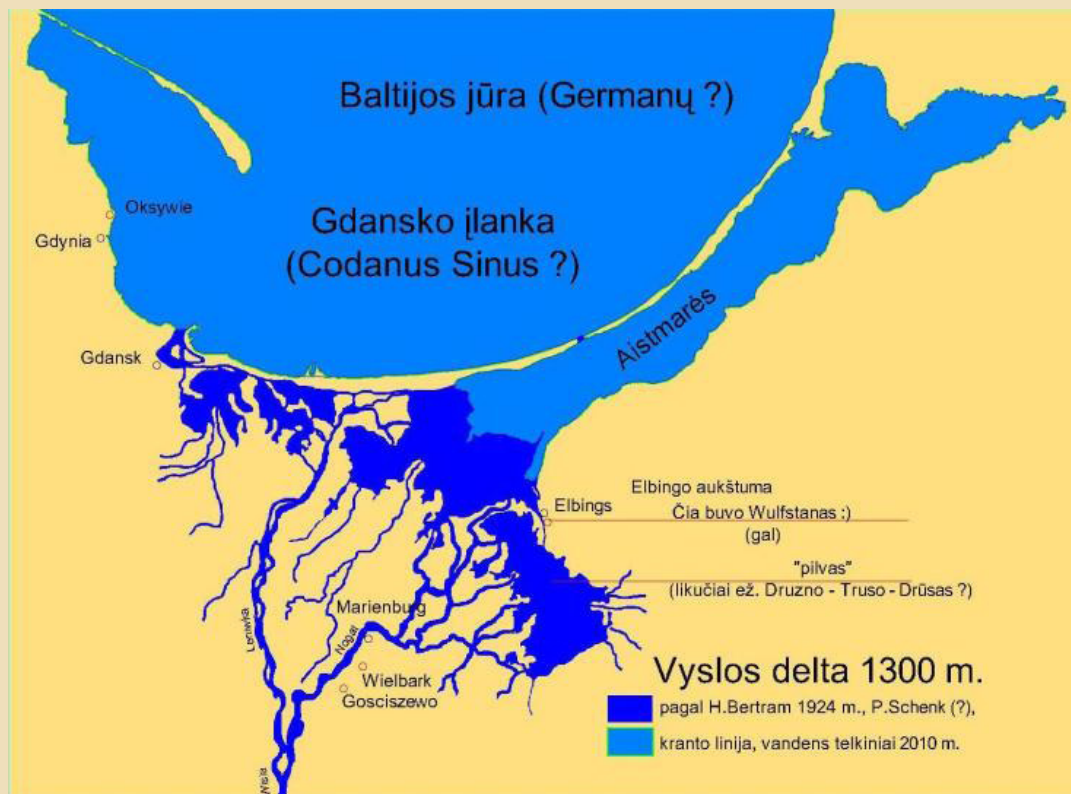 Baltijos jūra (Germanų ?)
Oksywie
Gdynia
Gdansko įlanka
(Codanus Sinus ?)
Aistmarės
Gdansk
Elbingo aukštuma
Elbings
Čia buvo Wulfstanas :)
(gal)
"pilvas"
(likučiai ež. Druzno - Truso - Drūsas ?)
Marienburg
Leniwka
Nogat
Wielbark
Gosciszewo
Vyslos delta 1300 m.
pagal H.Bertram 1924 m., P.Schenk (?),
kranto linija, vandens telkiniai 2010 m.
Wisla